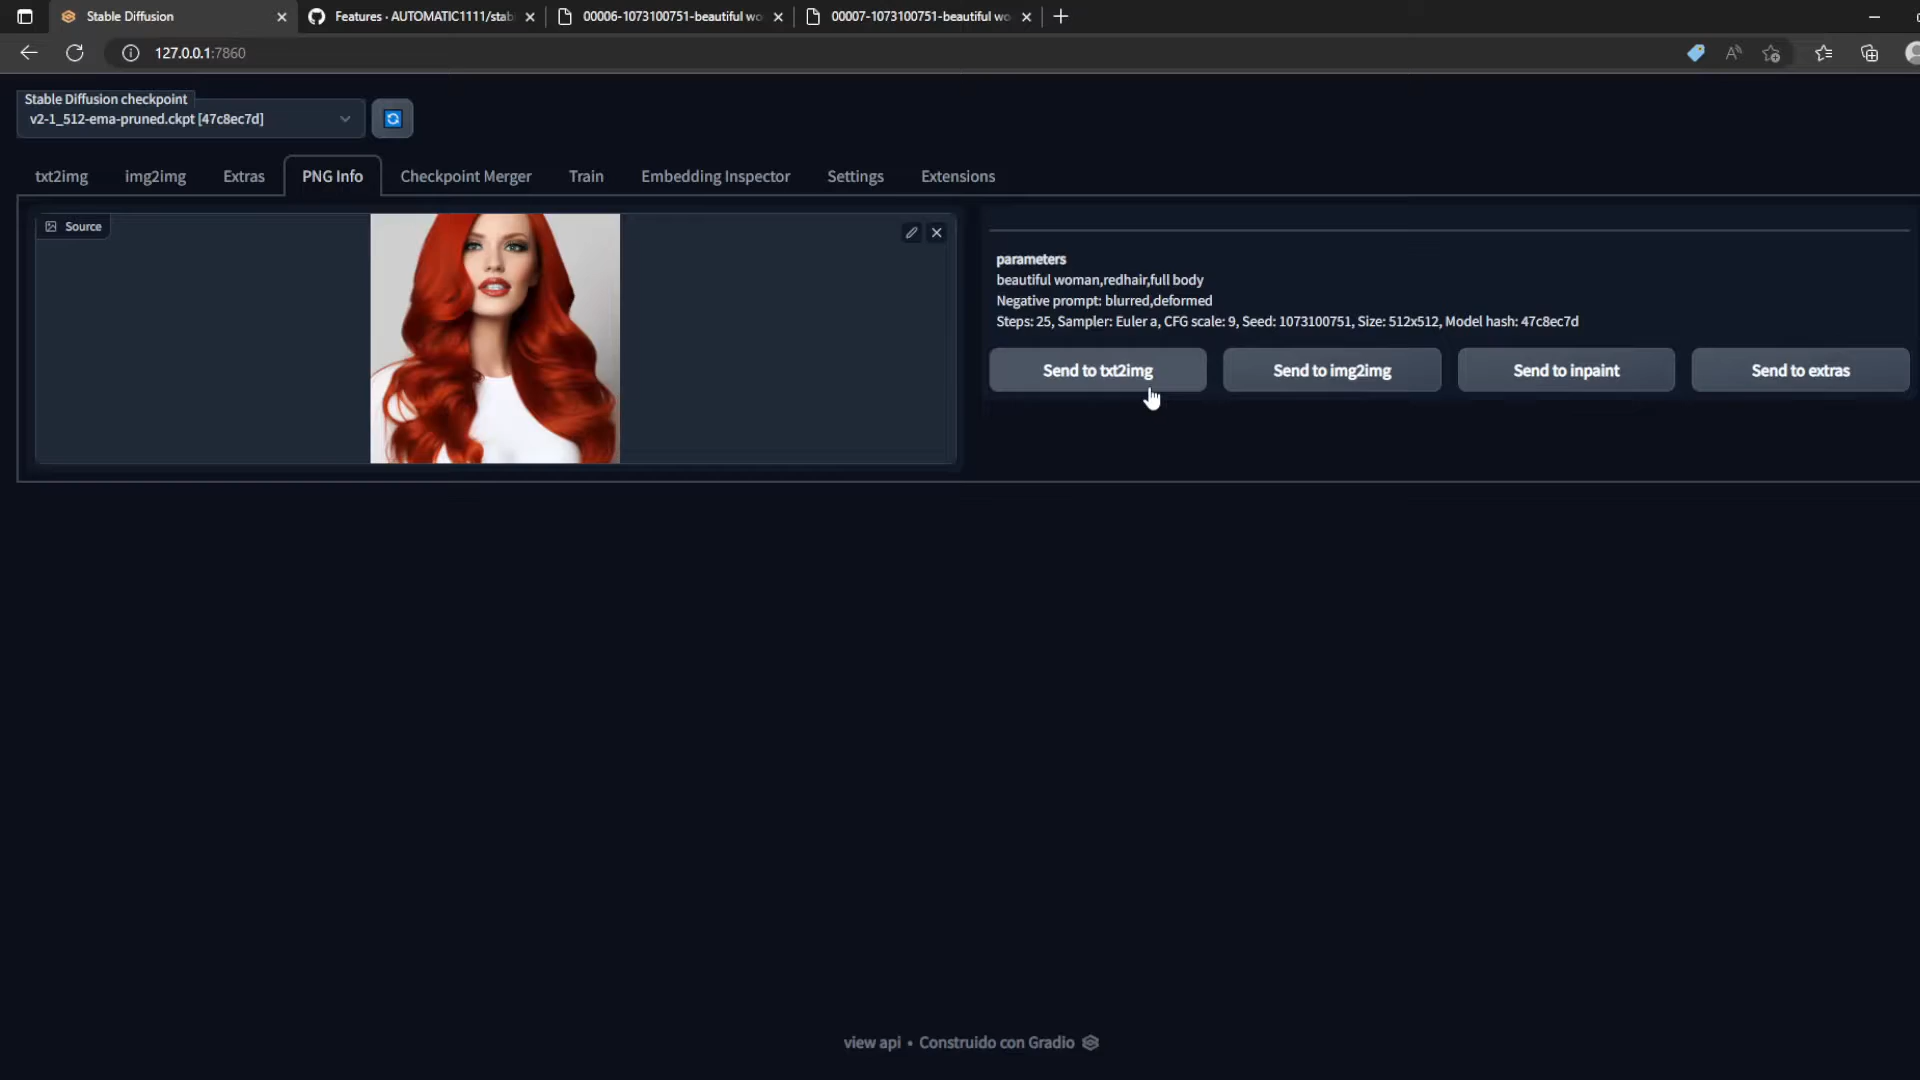 Stable Diffusion
Features · AUTOMATIC1111/stab
00006-1073100751-beautiful wo
00007-1073100751-beautiful wo
127.0.0.1:7860
Stable Diffusion checkpoint
v2-1_512-ema-pruned.ckpt [47c8ec7d]
txt2img
img2img
Extras
PNG Info
Checkpoint Merger
Train
Embedding Inspector
Settings
Extensions
Source
parameters
beautiful woman,redhair,full body
Negative prompt: blurred,deformed
Steps: 25, Sampler: Euler a, CFG scale: 9, Seed: 1073100751, Size: 512x512, Model hash: 47c8ec7d
Send to txt2img
Send to img2img
Send to inpaint
Send to extras
view api • Construido con Gradio